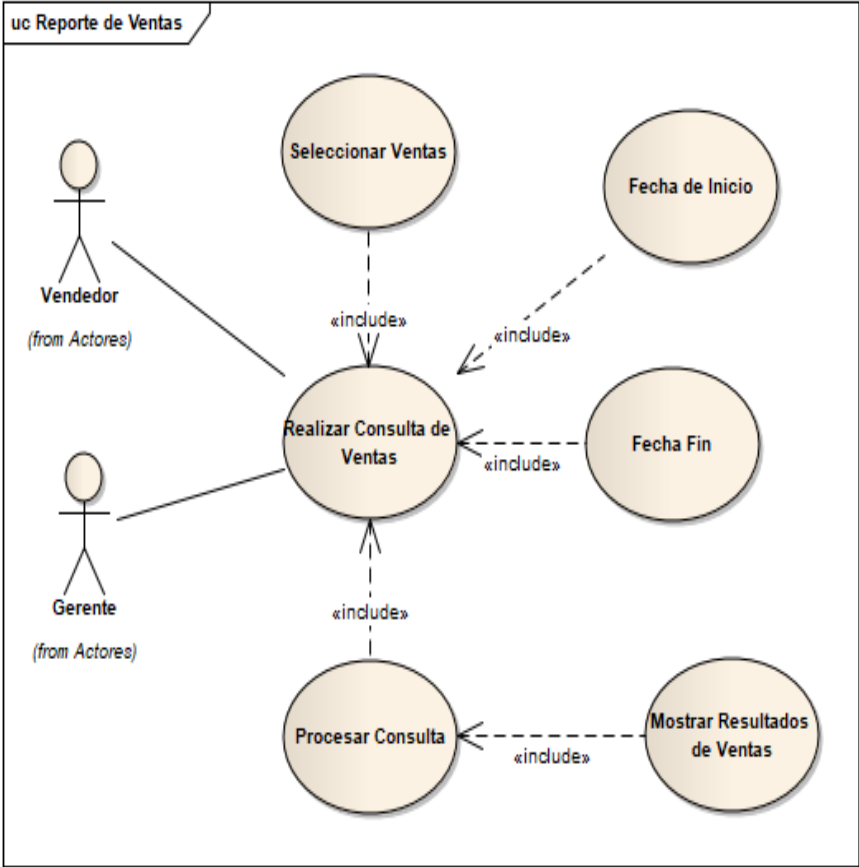 uc Reporte de Ventas
Seleccionar Ventas
Fecha de Inicio
Vendedor
(from Actores)
«include»
«include»
Realizar Consulta de
Ventas
Fecha Fin
«include»
Gerente
(from Actores)
«include»
Procesar Consulta
Mostrar Resultados
de Ventas
«include»